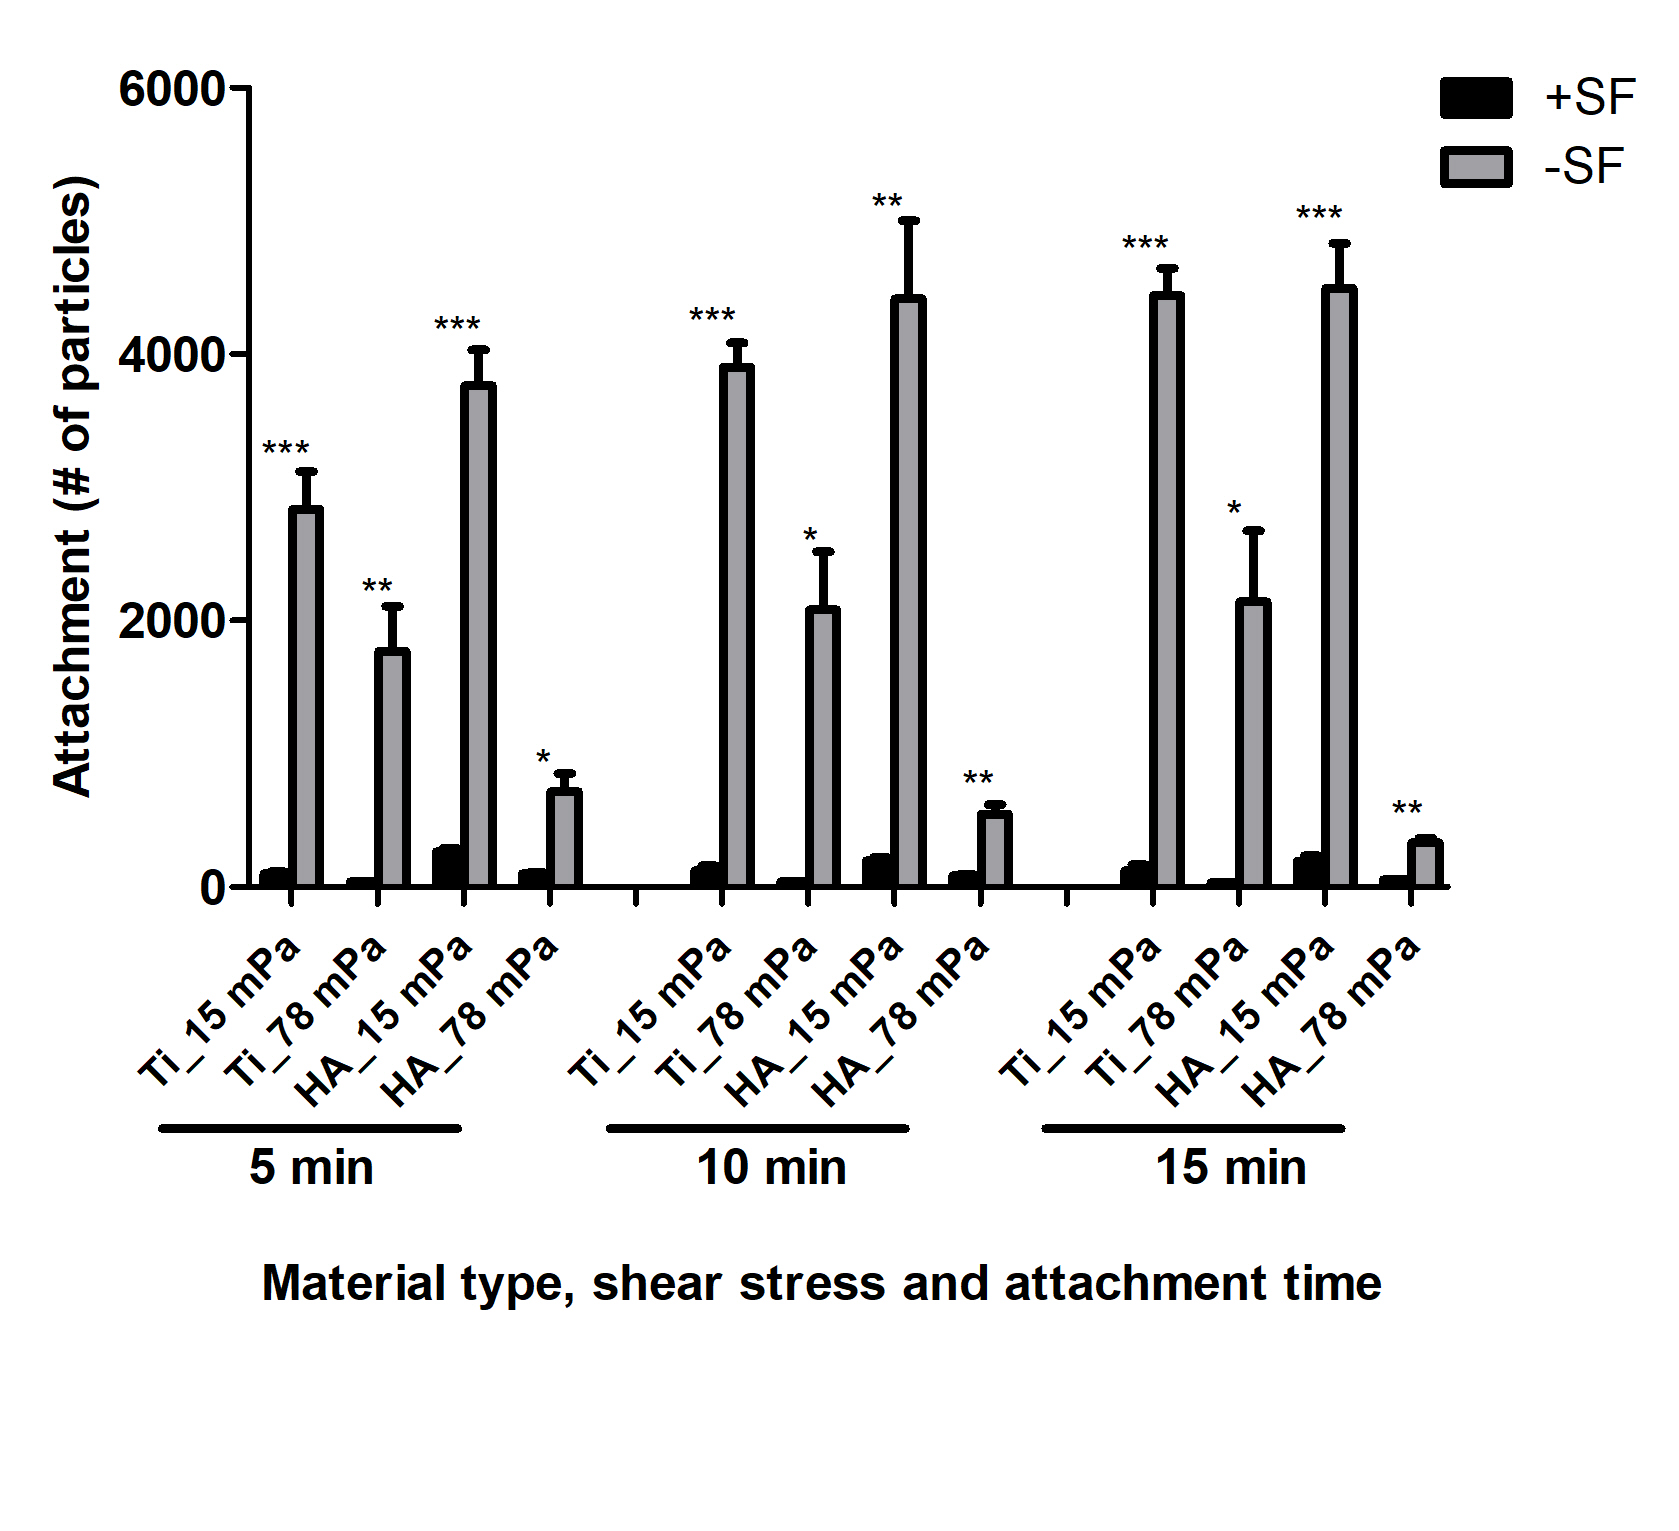 +SF
-SF
Attachment (# of particles)
6000
4000
2000
0
***
**
***
*
***
*
**
**
***
*
***
**
Ti_15 mPa
Ti_78 mPa
HA_15 mPa
HA_78 mPa
Ti_15 mPa
Ti_78 mPa
HA_15 mPa
HA_78 mPa
Ti_15 mPa
Ti_78 mPa
HA_15 mPa
HA_78 mPa
5 min
10 min
15 min
Material type, shear stress and attachment time